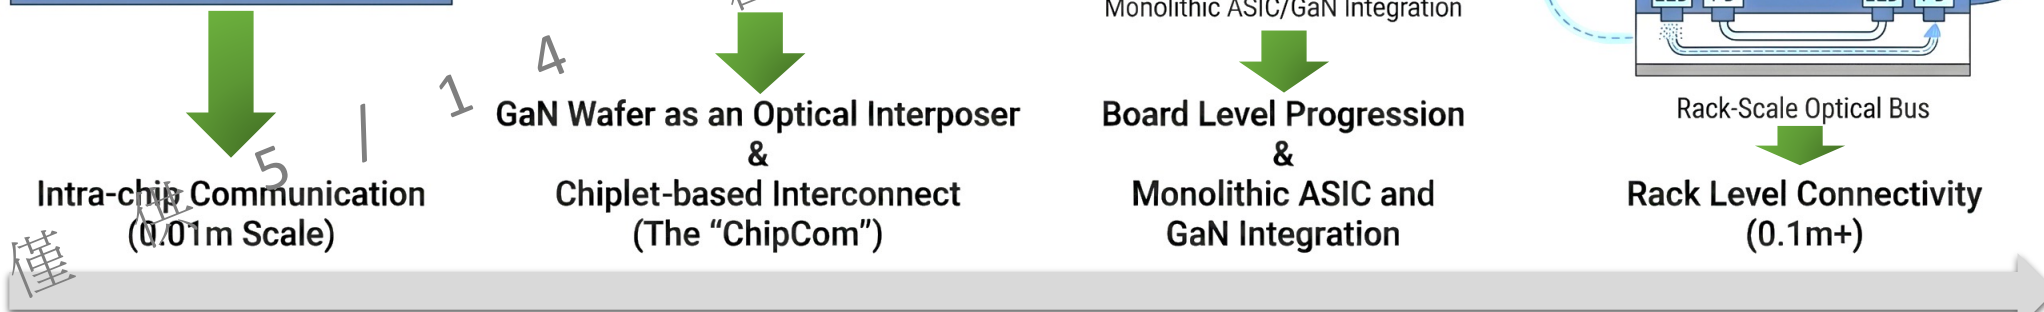 Monolithic ASIC/GaN Integration
Rack-Scale Optical Bus
Intra-chip Communication
(0.01m Scale)
GaN Wafer as an Optical Interposer
&
Chiplet-based Interconnect
(The “ChipCom”)
Board Level Progression
&
Monolithic ASIC and
GaN Integration
Rack Level Connectivity
(0.1m+)
僅 供 5 / 1 4